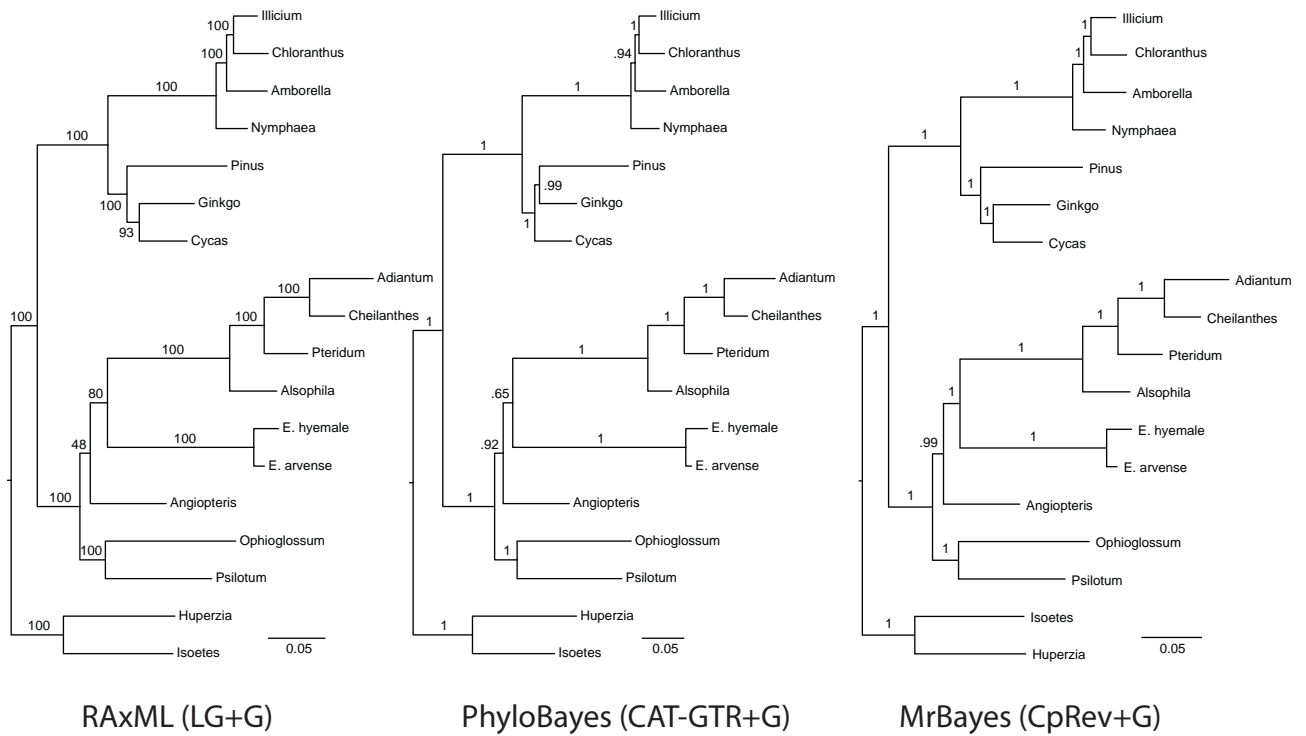 Illicium
100
Chloranthus
100
Amborella
100
Nymphaea
100
Pinus
Ginkgo
100
93
Cycas
Adiantum
100
Cheilanthes
100
100
Pteridum
100
Alsophila
80
E. hyemale
100
48
E. arvense
100
Angiopteris
Ophioglossum
100
Psilotum
Huperzia
100
Isoetes
0.05
RAxML (LG+G)
Illicium
1
Chloranthus
.94
Amborella
1
Nymphaea
1
Pinus
.99
Ginkgo
1
Cycas
Adiantum
1
Cheilanthes
1
1
Pteridum
1
Alsophila
.65
E. hyemale
1
.92
E. arvense
1
Angiopteris
Ophioglossum
1
Psilotum
Huperzia
1
Isoetes
0.05
PhyloBayes (CAT-GTR+G)
Illicium
1
Chloranthus
1
Amborella
1
Nymphaea
1
Pinus
1
Ginkgo
1
Cycas
Adiantum
1
Cheilanthes
1
1
Pteridum
1
Alsophila
1
E. hyemale
1
.99
E. arvense
1
Angiopteris
Ophioglossum
1
Psilotum
Isoetes
1
Huperzia
0.05
MrBayes (CpRev+G)